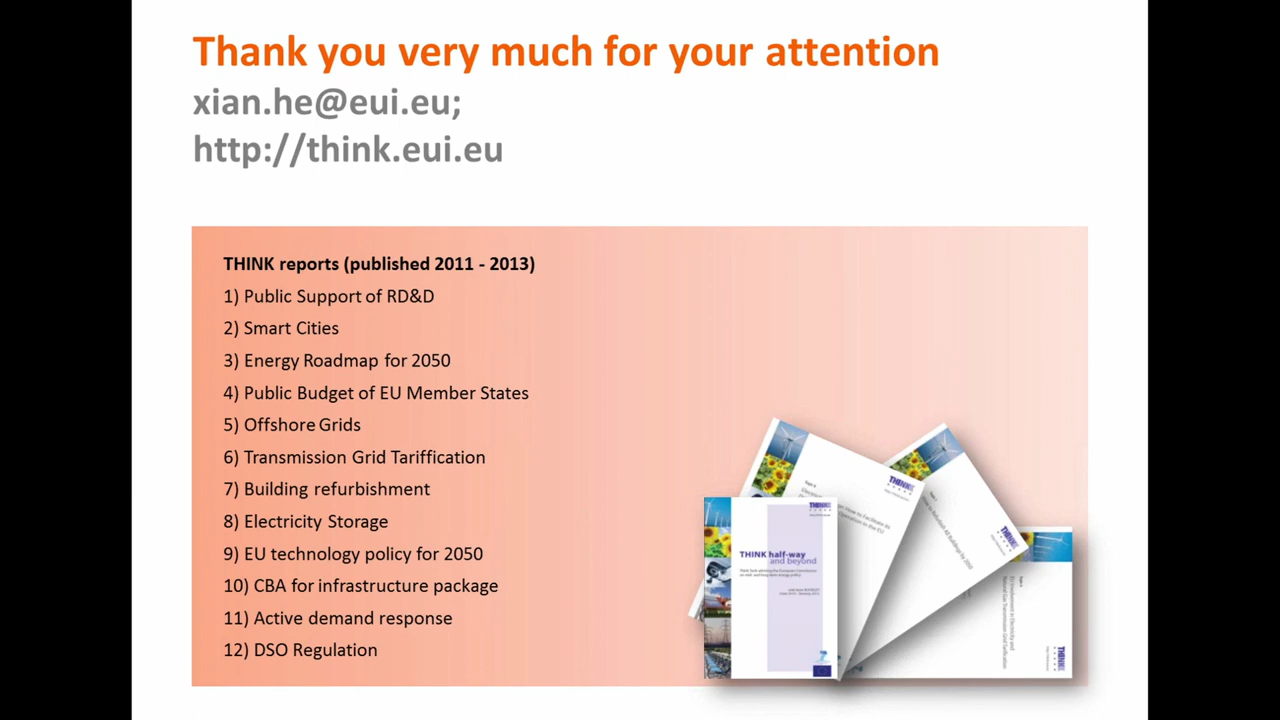 Thank you very much for your attention
xian.he@eui.eu;
http://think.eui.eu
THINK reports (published 2011 - 2013)
1) Public Support of RD&D
2) Smart Cities
3) Energy Roadmap for 2050
4) Public Budget of EU Member States
5) Offshore Grids
6) Transmission Grid Tariffication
7) Building refurbishment
8) Electricity Storage
9) EU technology policy for 2050
10) CBA for infrastructure package
11) Active demand response
12) DSO Regulation
THINK
THINK half-way
and beyond
THINK
THINK
THINK